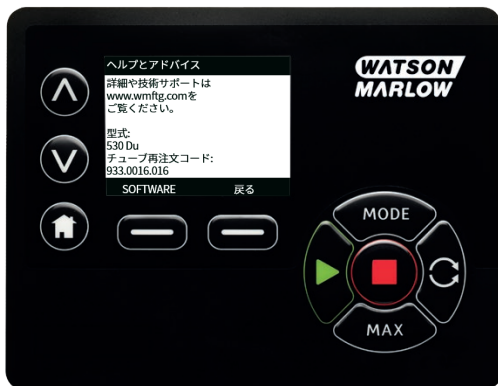 ヘルプとアドバイス
詳細や技術サポートは
www.wmftg.comを
ご覧ください。
型式:
530 Du
チューブ再注文コード:
933.0016.016
SOFTWARE
戻る
WATSON
MARLOW
MODE
MAX